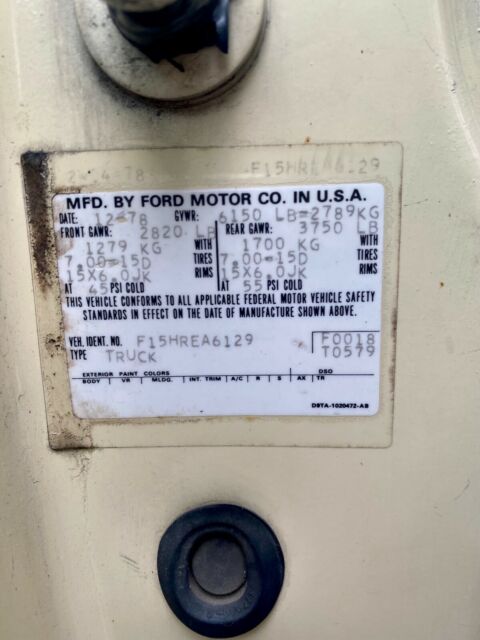 F15HREA6129
MFD. BY FORD MOTOR CO. IN U.S.A.
DATE: 12-78 GVWR: 6150 LB=2789KG
FRONT GAWR: 2820 LB REAR GAWR: 3750 LB
1279 KG WITH 1700 KG WITH
7.00-15D TIRES 7.00-15D TIRES
15X6.0JK RIMS 15X6.0JK RIMS
AT 45 PSI COLD AT 55 PSI COLD
THIS VEHICLE CONFORMS TO ALL APPLICABLE FEDERAL MOTOR VEHICLE SAFETY
STANDARDS IN EFFECT ON THE DATE OF MANUFACTURE SHOWN ABOVE.
VEH. IDENT. NO. F15HREA6129 F0018
TYPE TRUCK T0579
EXTERIOR PAINT COLORS DSO
BODY VR MLDG. INT. TRIM A/C R S AX TR
D9TA-1020472-AB